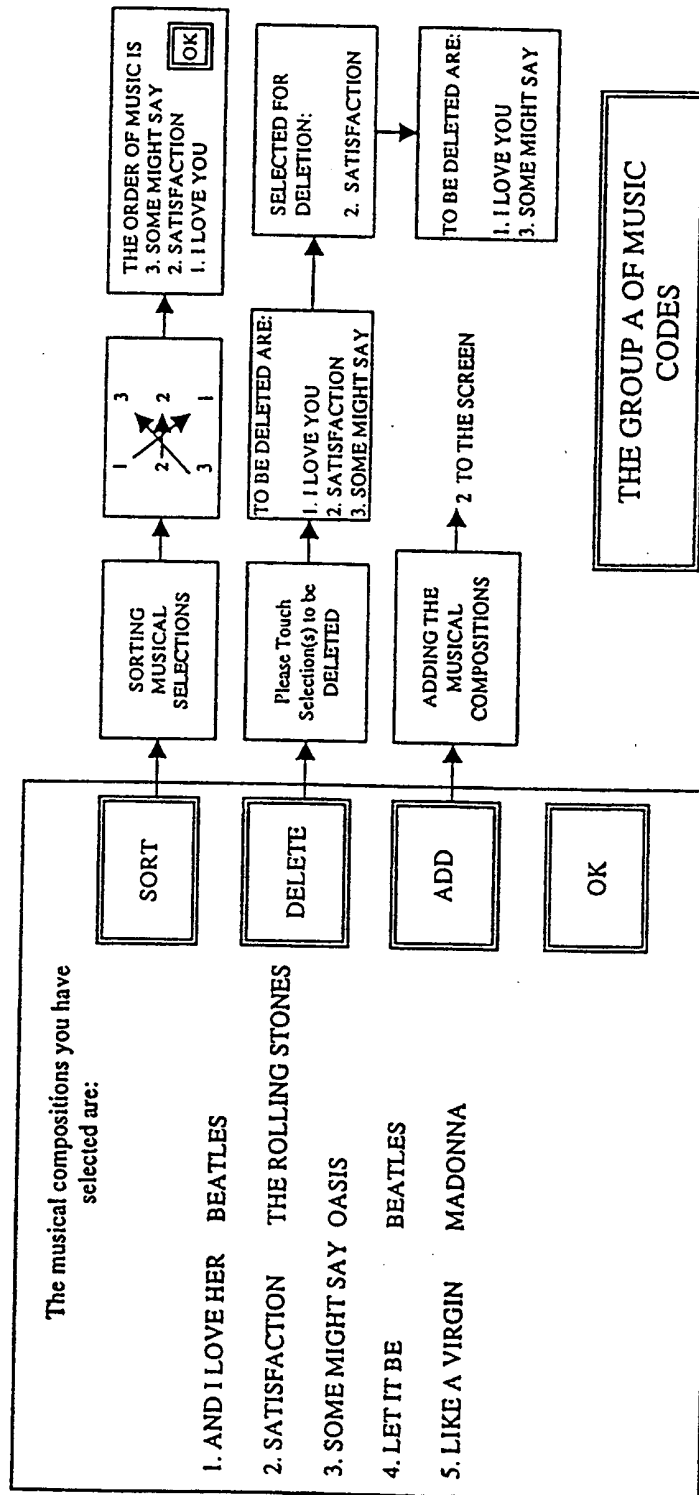 The musical compositions you have
selected are:
1. AND I LOVE HER BEATLES
2. SATISFACTION THE ROLLING STONES
3. SOME MIGHT SAY OASIS
4. LET IT BE BEATLES
5. LIKE A VIRGIN MADONNA
SORT
DELETE
ADD
OK
SORTING
MUSICAL
SELECTIONS
1 3
2 2
3 1
THE ORDER OF MUSIC IS
3. SOME MIGHT SAY
2. SATISFACTION
1. I LOVE YOU
OK
Please Touch
Selection(s) to be
DELETED
TO BE DELETED ARE:
1. I LOVE YOU
2. SATISFACTION
3. SOME MIGHT SAY
SELECTED FOR
DELETION:
2. SATISFACTION
TO BE DELETED ARE:
1. I LOVE YOU
3. SOME MIGHT SAY
ADDING THE
MUSICAL
COMPOSITIONS
2 TO THE SCREEN
THE GROUP A OF MUSIC
CODES